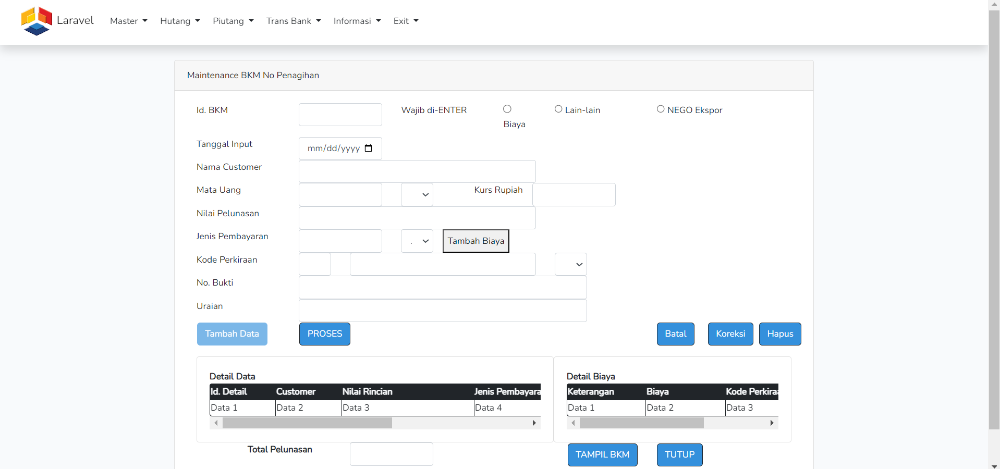 Laravel Master Hutang Piutang Trans Bank Informasi Exit
Maintenance BKM No Penagihan
Id. BKM Wajib di-ENTER Biaya Lain-lain NEGO Ekspor
Tanggal Input mm/dd/yyyy
Nama Customer
Mata Uang Kurs Rupiah
Nilai Pelunasan
Jenis Pembayaran . Tambah Biaya
Kode Perkiraan
No. Bukti
Uraian
Tambah Data PROSES Batal Koreksi Hapus
Detail Data
Id. Detail Customer Nilai Rincian Jenis Pembayara
Data 1 Data 2 Data 3 Data 4
Detail Biaya
Keterangan Biaya Kode Perkiraa
Data 1 Data 2 Data 3
Total Pelunasan TAMPIL BKM TUTUP